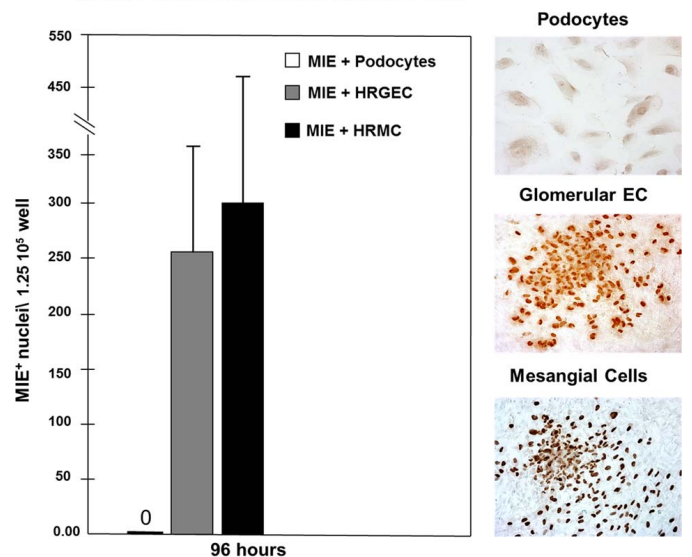 550
450
350
300
250
200
150
100
50
0.00
MIE⁺ nuclei\ 1.25 10⁵ well
MIE + Podocytes
MIE + HRGEC
MIE + HRMC
0
96 hours
Podocytes
Glomerular EC
Mesangial Cells